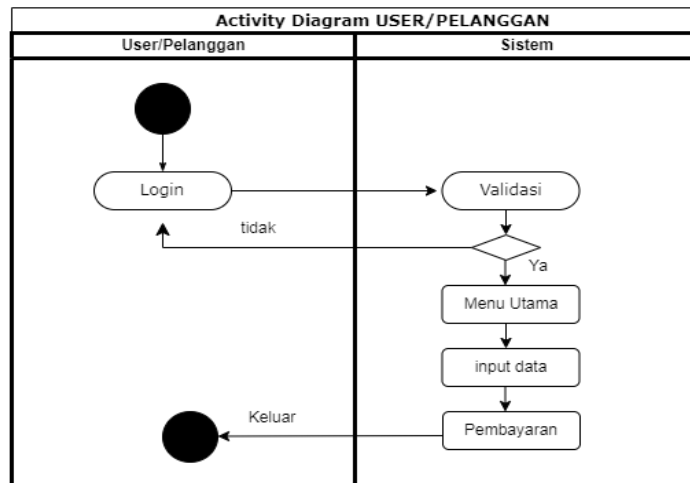 Activity Diagram USER/PELANGGAN
User/Pelanggan
Sistem
Login
Validasi
tidak
Ya
Menu Utama
input data
Keluar
Pembayaran